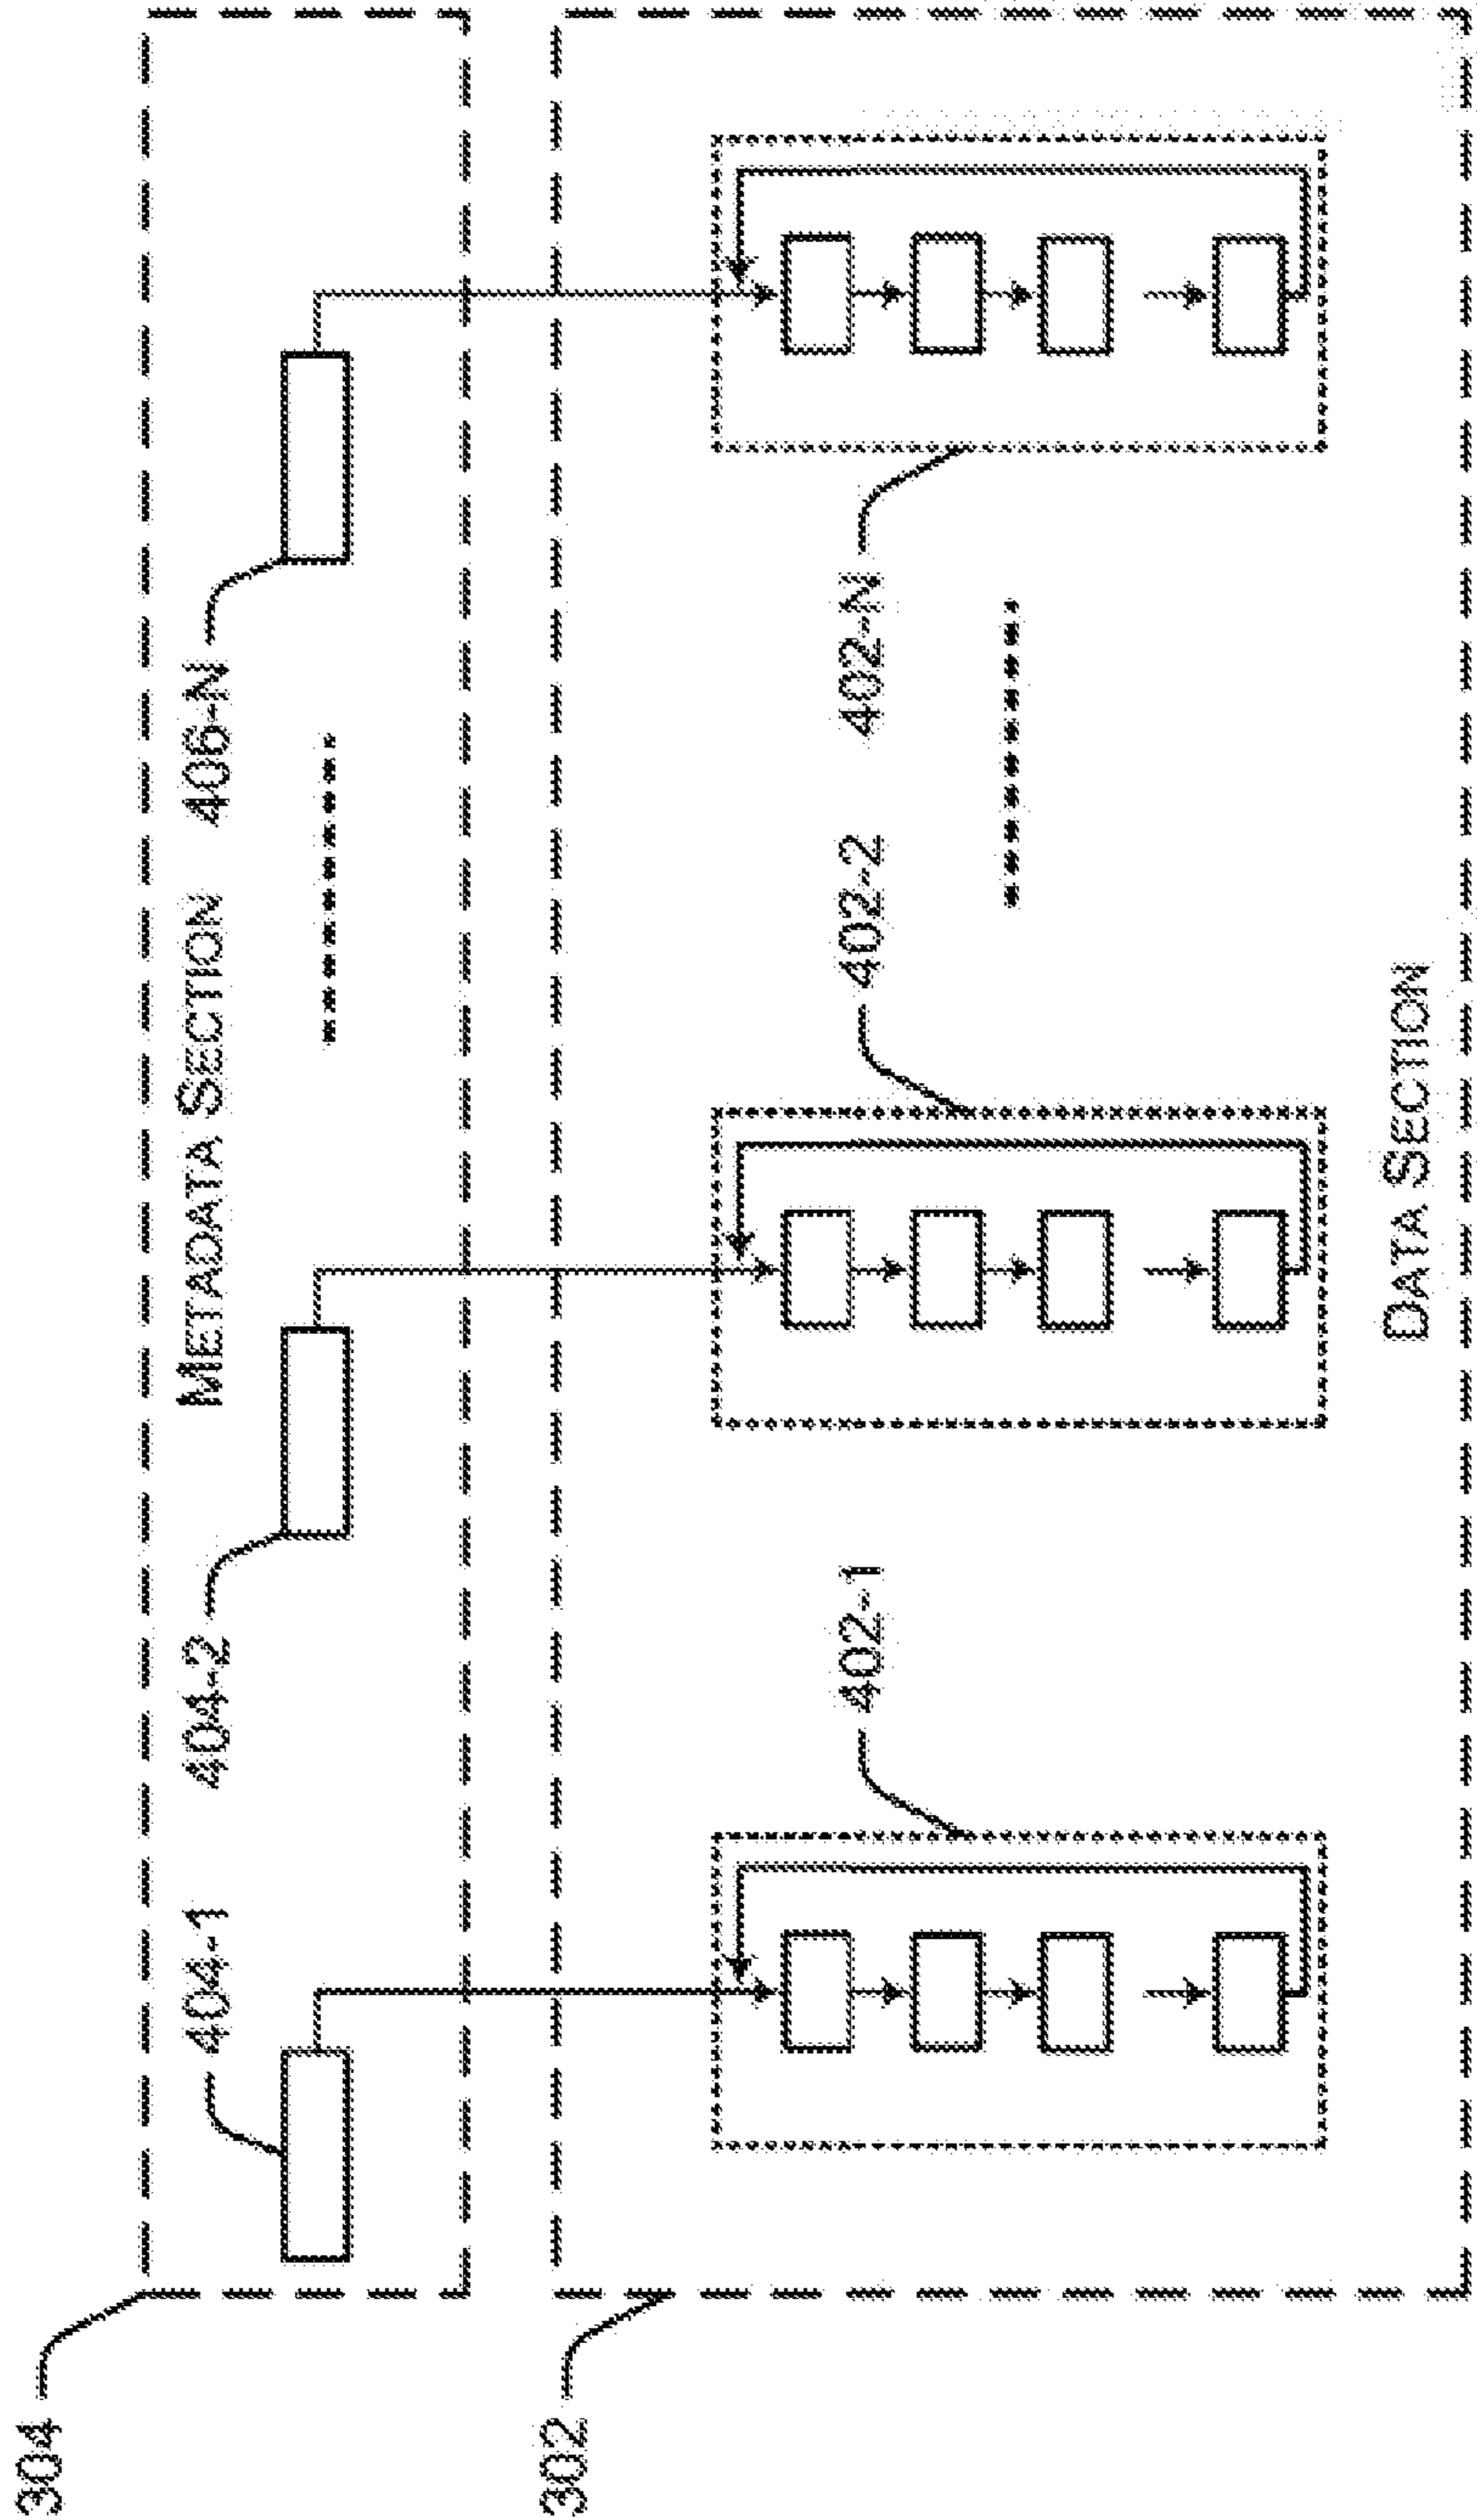 304
METADATA SECTION
404-1
404-2
406-N
302
402-1
402-2
402-N
DATA SECTION